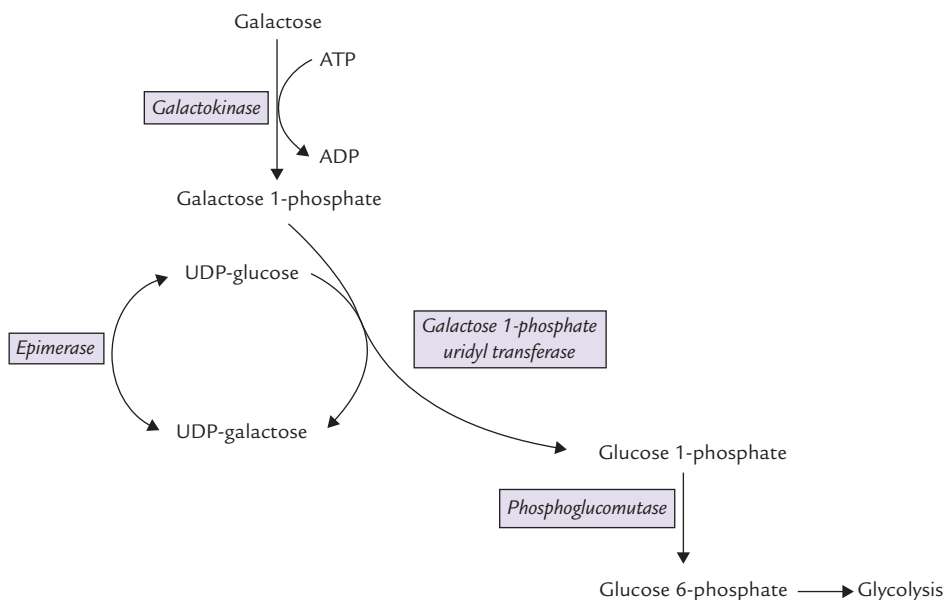 Galactose
ATP
Galactokinase
ADP
Galactose 1-phosphate
UDP-glucose
Galactose 1-phosphate
uridyl transferase
Epimerase
UDP-galactose
Glucose 1-phosphate
Phosphoglucomutase
Glucose 6-phosphate
Glycolysis